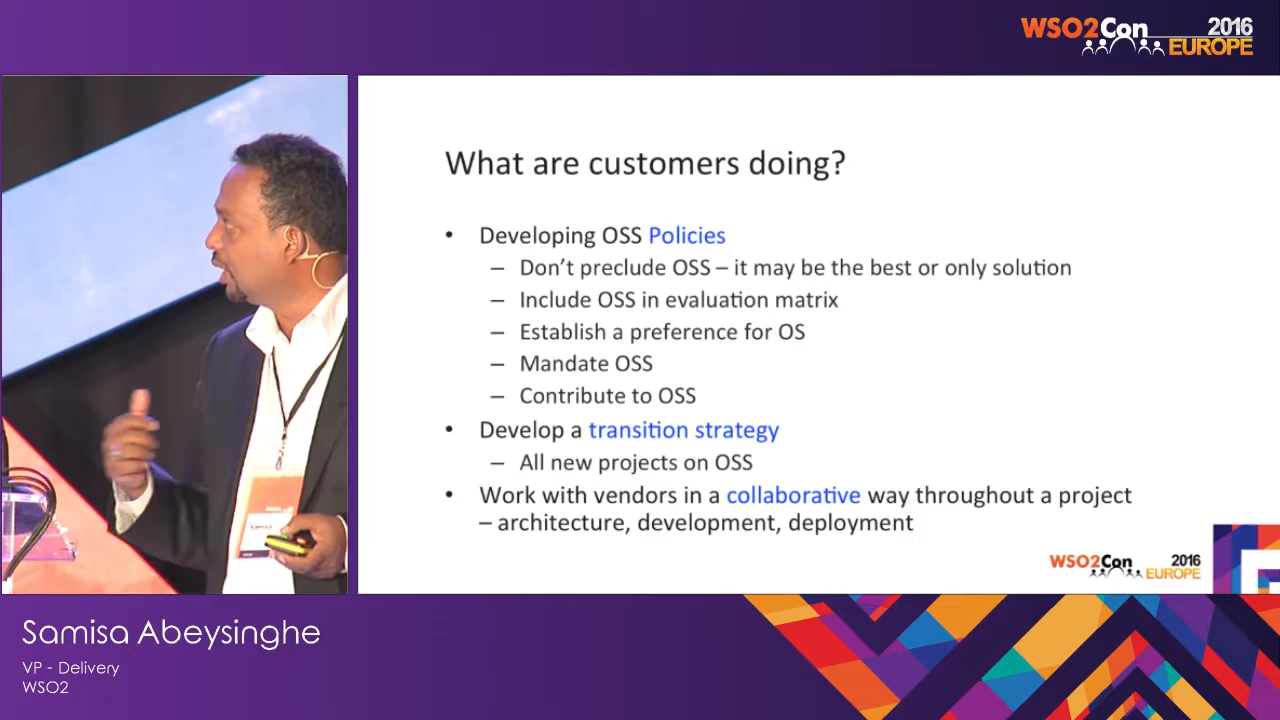 WSO2Con 2016
EUROPE
What are customers doing?
• Developing OSS Policies
– Don't preclude OSS – it may be the best or only solution
– Include OSS in evaluation matrix
– Establish a preference for OS
– Mandate OSS
– Contribute to OSS
• Develop a transition strategy
– All new projects on OSS
• Work with vendors in a collaborative way throughout a project
– architecture, development, deployment
WSO2Con 2016
EUROPE
Samisa
Samisa Abeysinghe
VP - Delivery
WSO2